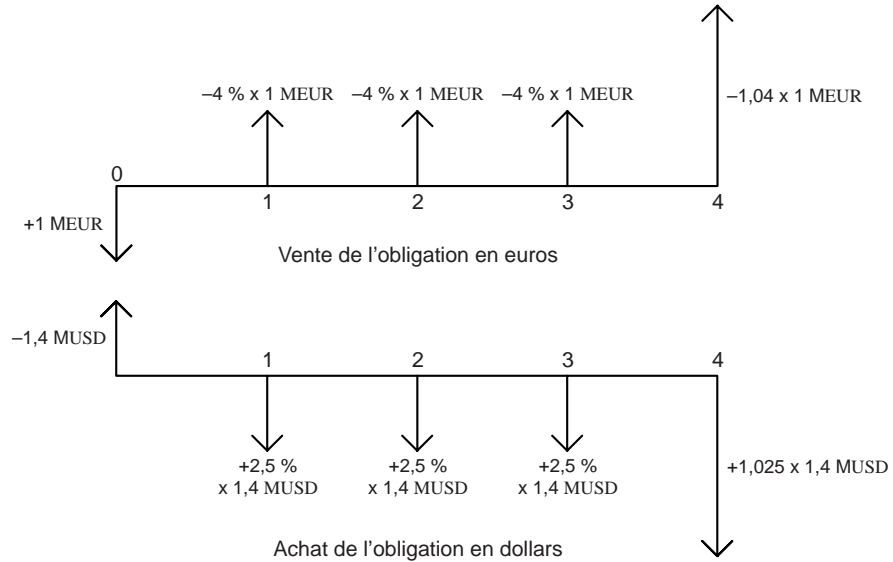 –4 % x 1 MEUR –4 % x 1 MEUR –4 % x 1 MEUR
–1,04 x 1 MEUR
0
1 2 3 4
+1 MEUR
Vente de l’obligation en euros
–1,4 MUSD
1 2 3 4
+2,5 % +2,5 % +2,5 %
x 1,4 MUSD x 1,4 MUSD x 1,4 MUSD
+1,025 x 1,4 MUSD
Achat de l’obligation en dollars